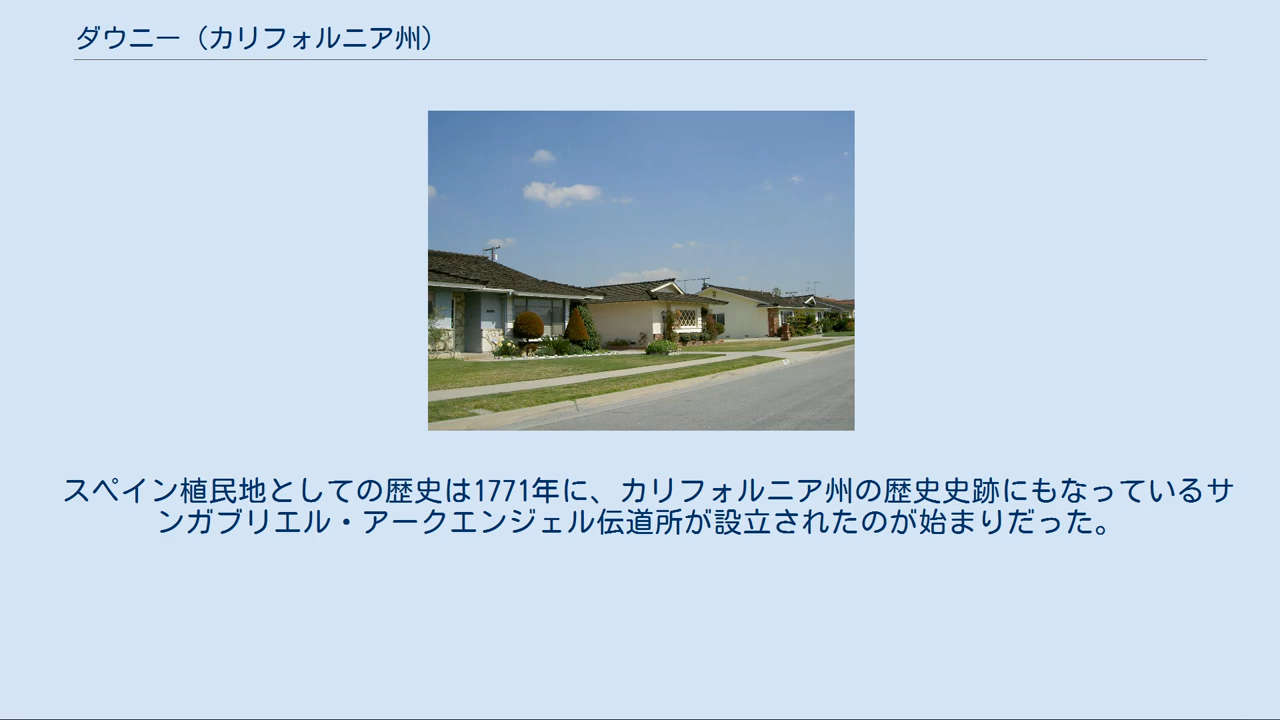 ダウニー（カリフォルニア州）
スペイン植民地としての歴史は1771年に、カリフォルニア州の歴史史跡にもなっているサ
ンガブリエル・アークエンジェル伝道所が設立されたのが始まりだった。